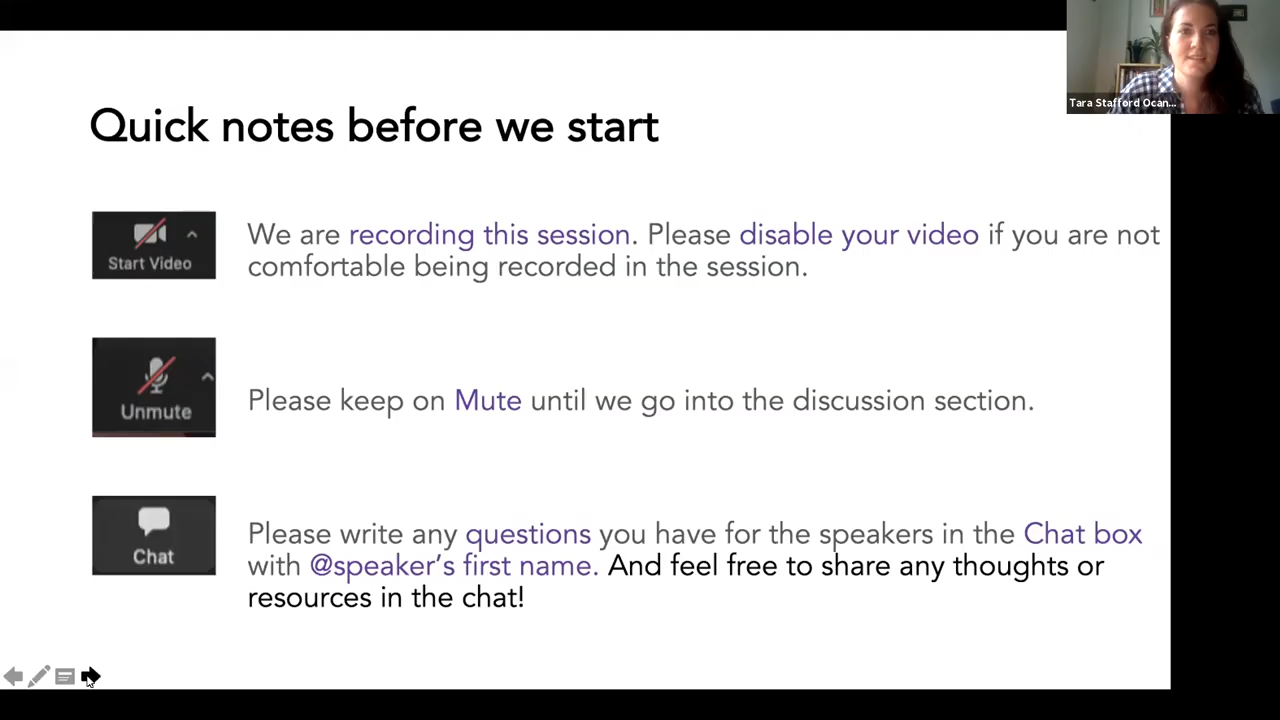 Tara Stafford Ocan...
Quick notes before we start
Start Video
We are recording this session. Please disable your video if you are not
comfortable being recorded in the session.
Unmute
Please keep on Mute until we go into the discussion section.
Chat
Please write any questions you have for the speakers in the Chat box
with @speaker’s first name. And feel free to share any thoughts or
resources in the chat!